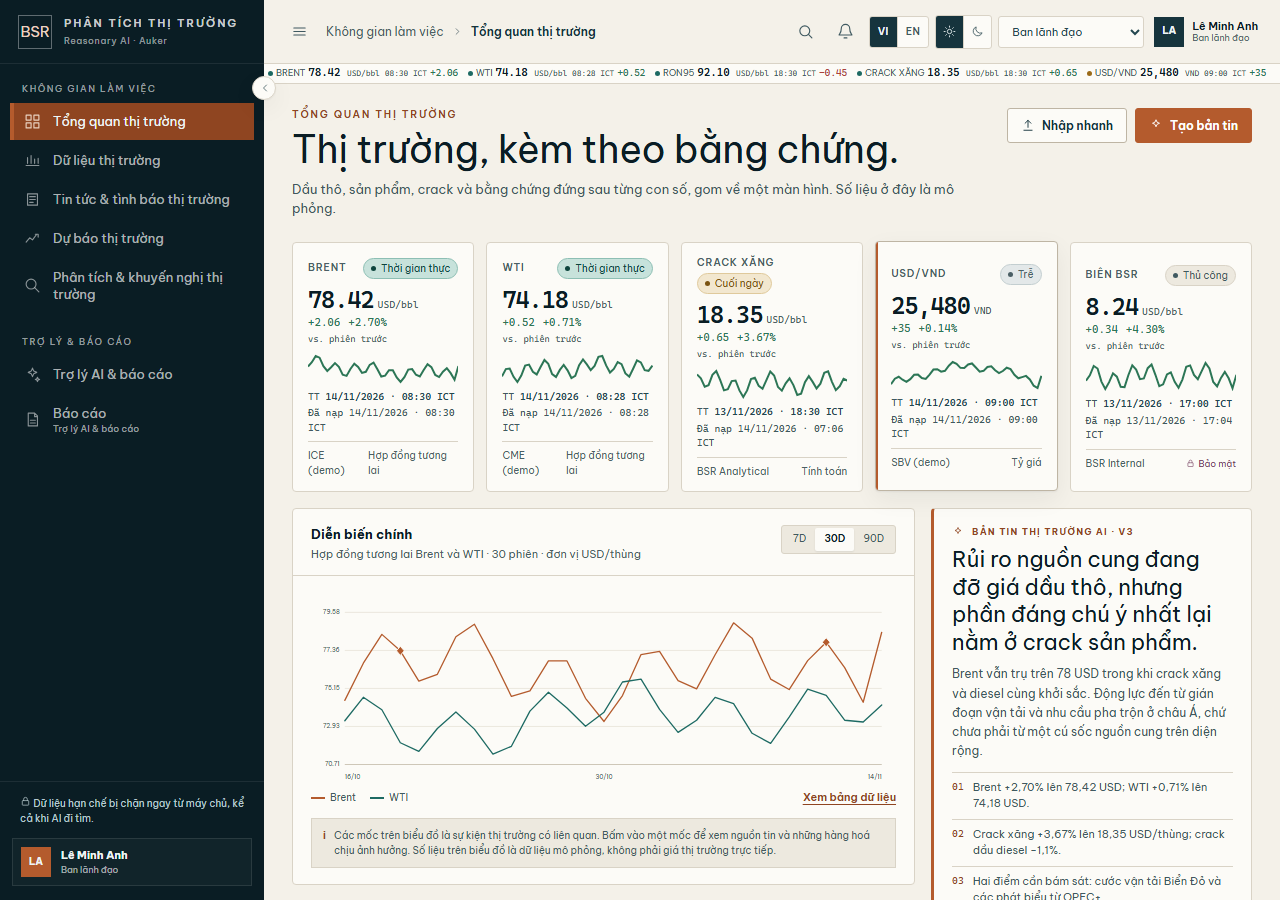 BSR
PHÂN TÍCH THỊ TRƯỜNG
Reasonary AI · Auker
KHÔNG GIAN LÀM VIỆC
Tổng quan thị trường
Dữ liệu thị trường
Tin tức & tình báo thị trường
Dự báo thị trường
Phân tích & khuyến nghị thị
trường
TRỢ LÝ & BÁO CÁO
Trợ lý AI & báo cáo
Báo cáo
Trợ lý AI & báo cáo
Dữ liệu hạn chế bị chặn ngay từ máy chủ, kể
cả khi AI đi tìm.
LA
Lê Minh Anh
Ban lãnh đạo
Không gian làm việc
Tổng quan thị trường
VI EN
Ban lãnh đạo
LA
Lê Minh Anh
Ban lãnh đạo
BRENT 78.42 USD/bbl 08:30 ICT +2.06 WTI 74.18 USD/bbl 08:28 ICT +0.52 RON95 92.10 USD/bbl 18:30 ICT −0.45 CRACK XĂNG 18.35 USD/bbl 18:30 ICT +0.65 USD/VND 25,480 VND 09:00 ICT +35
TỔNG QUAN THỊ TRƯỜNG
Thị trường, kèm theo bằng chứng.
Dầu thô, sản phẩm, crack và bằng chứng đứng sau từng con số, gom về một màn hình. Số liệu ở đây là mô
phỏng.
Nhập nhanh
Tạo bản tin
BRENT
Thời gian thực
78.42 USD/bbl
+2.06 +2.70%
vs. phiên trước
TT 14/11/2026 · 08:30 ICT
Đã nạp 14/11/2026 · 08:30
ICT
ICE
(demo)
Hợp đồng tương
lai
WTI
Thời gian thực
74.18 USD/bbl
+0.52 +0.71%
vs. phiên trước
TT 14/11/2026 · 08:28 ICT
Đã nạp 14/11/2026 · 08:28
ICT
CME
(demo)
Hợp đồng tương
lai
CRACK XĂNG
Cuối ngày
18.35 USD/bbl
+0.65 +3.67%
vs. phiên trước
TT 13/11/2026 · 18:30 ICT
Đã nạp 14/11/2026 · 07:06
ICT
BSR Analytical
Tính toán
USD/VND
Trễ
25,480 VND
+35 +0.14%
vs. phiên trước
TT 14/11/2026 · 09:00 ICT
Đã nạp 14/11/2026 · 09:00
ICT
SBV (demo)
Tỷ giá
BIÊN BSR
Thủ công
8.24 USD/bbl
+0.34 +4.30%
vs. phiên trước
TT 13/11/2026 · 17:00 ICT
Đã nạp 13/11/2026 · 17:04
ICT
BSR Internal
Bảo mật
Diễn biến chính
Hợp đồng tương lai Brent và WTI · 30 phiên · đơn vị USD/thùng
7D 30D 90D
79.58
77.36
75.15
72.93
70.71
16/10
30/10
14/11
Brent WTI
Xem bảng dữ liệu
i Các mốc trên biểu đồ là sự kiện thị trường có liên quan. Bấm vào một mốc để xem nguồn tin và những hàng hoá
chịu ảnh hưởng. Số liệu trên biểu đồ là dữ liệu mô phỏng, không phải giá thị trường trực tiếp.
BẢN TIN THỊ TRƯỜNG AI · V3
Rủi ro nguồn cung đang
đỡ giá dầu thô, nhưng
phần đáng chú ý nhất lại
nằm ở crack sản phẩm.
Brent vẫn trụ trên 78 USD trong khi crack xăng
và diesel cùng khởi sắc. Động lực đến từ gián
đoạn vận tải và nhu cầu pha trộn ở châu Á, chứ
chưa phải từ một cú sốc nguồn cung trên diện
rộng.
01 Brent +2,70% lên 78,42 USD; WTI +0,71% lên
74,18 USD.
02 Crack xăng +3,67% lên 18,35 USD/thùng; crack
dầu diesel −1,1%.
03 Hai điểm cần bám sát: cước vận tải Biển Đỏ và
các phát biểu từ OPEC+.